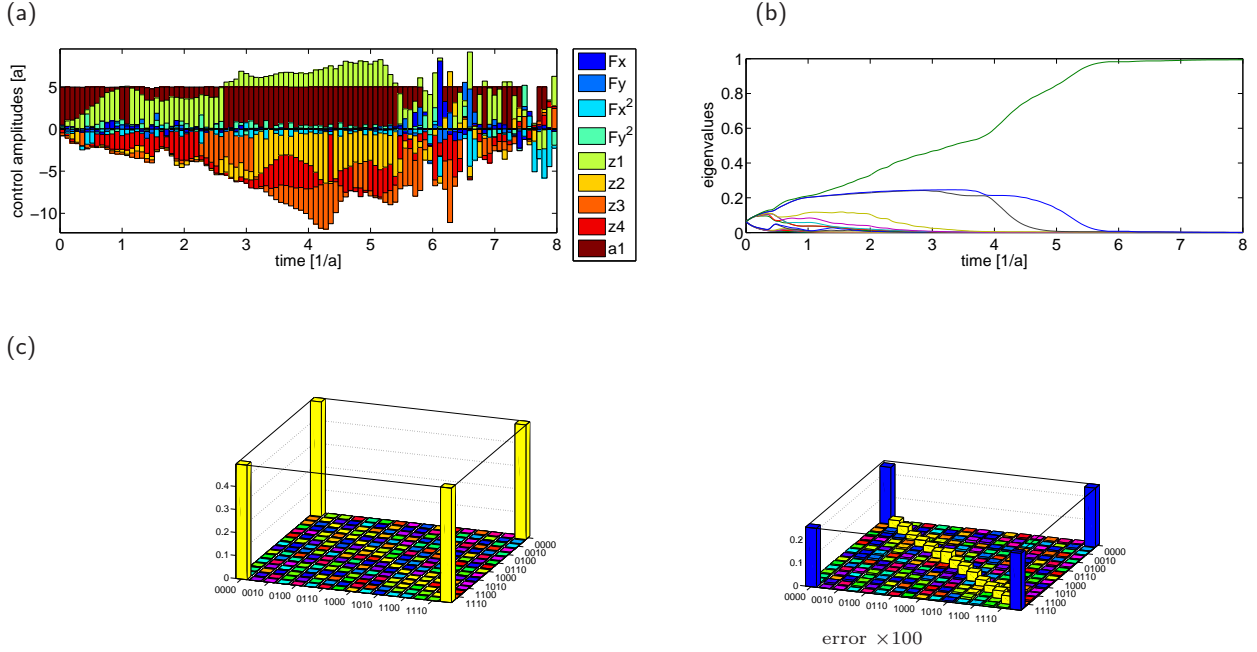 (a)
control amplitudes [a]
5
0
−5
−10
0 1 2 3 4 5 6 7 8
time [1/a]
Fx
Fy
Fx²
Fy²
z1
z2
z3
z4
a1
(b)
eigenvalues
1
0.8
0.6
0.4
0.2
0
0 1 2 3 4 5 6 7 8
time [1/a]
(c)
0.4
0.3
0.2
0.1
0
0000 0010 0100 0110 1000 1010 1100 1110
0000
0010
0100
0110
1000
1010
1100
1110
0.2
0.1
0
0000 0010 0100 0110 1000 1010 1100 1110
0000
0010
0100
0110
1000
1010
1100
1110
error ×100